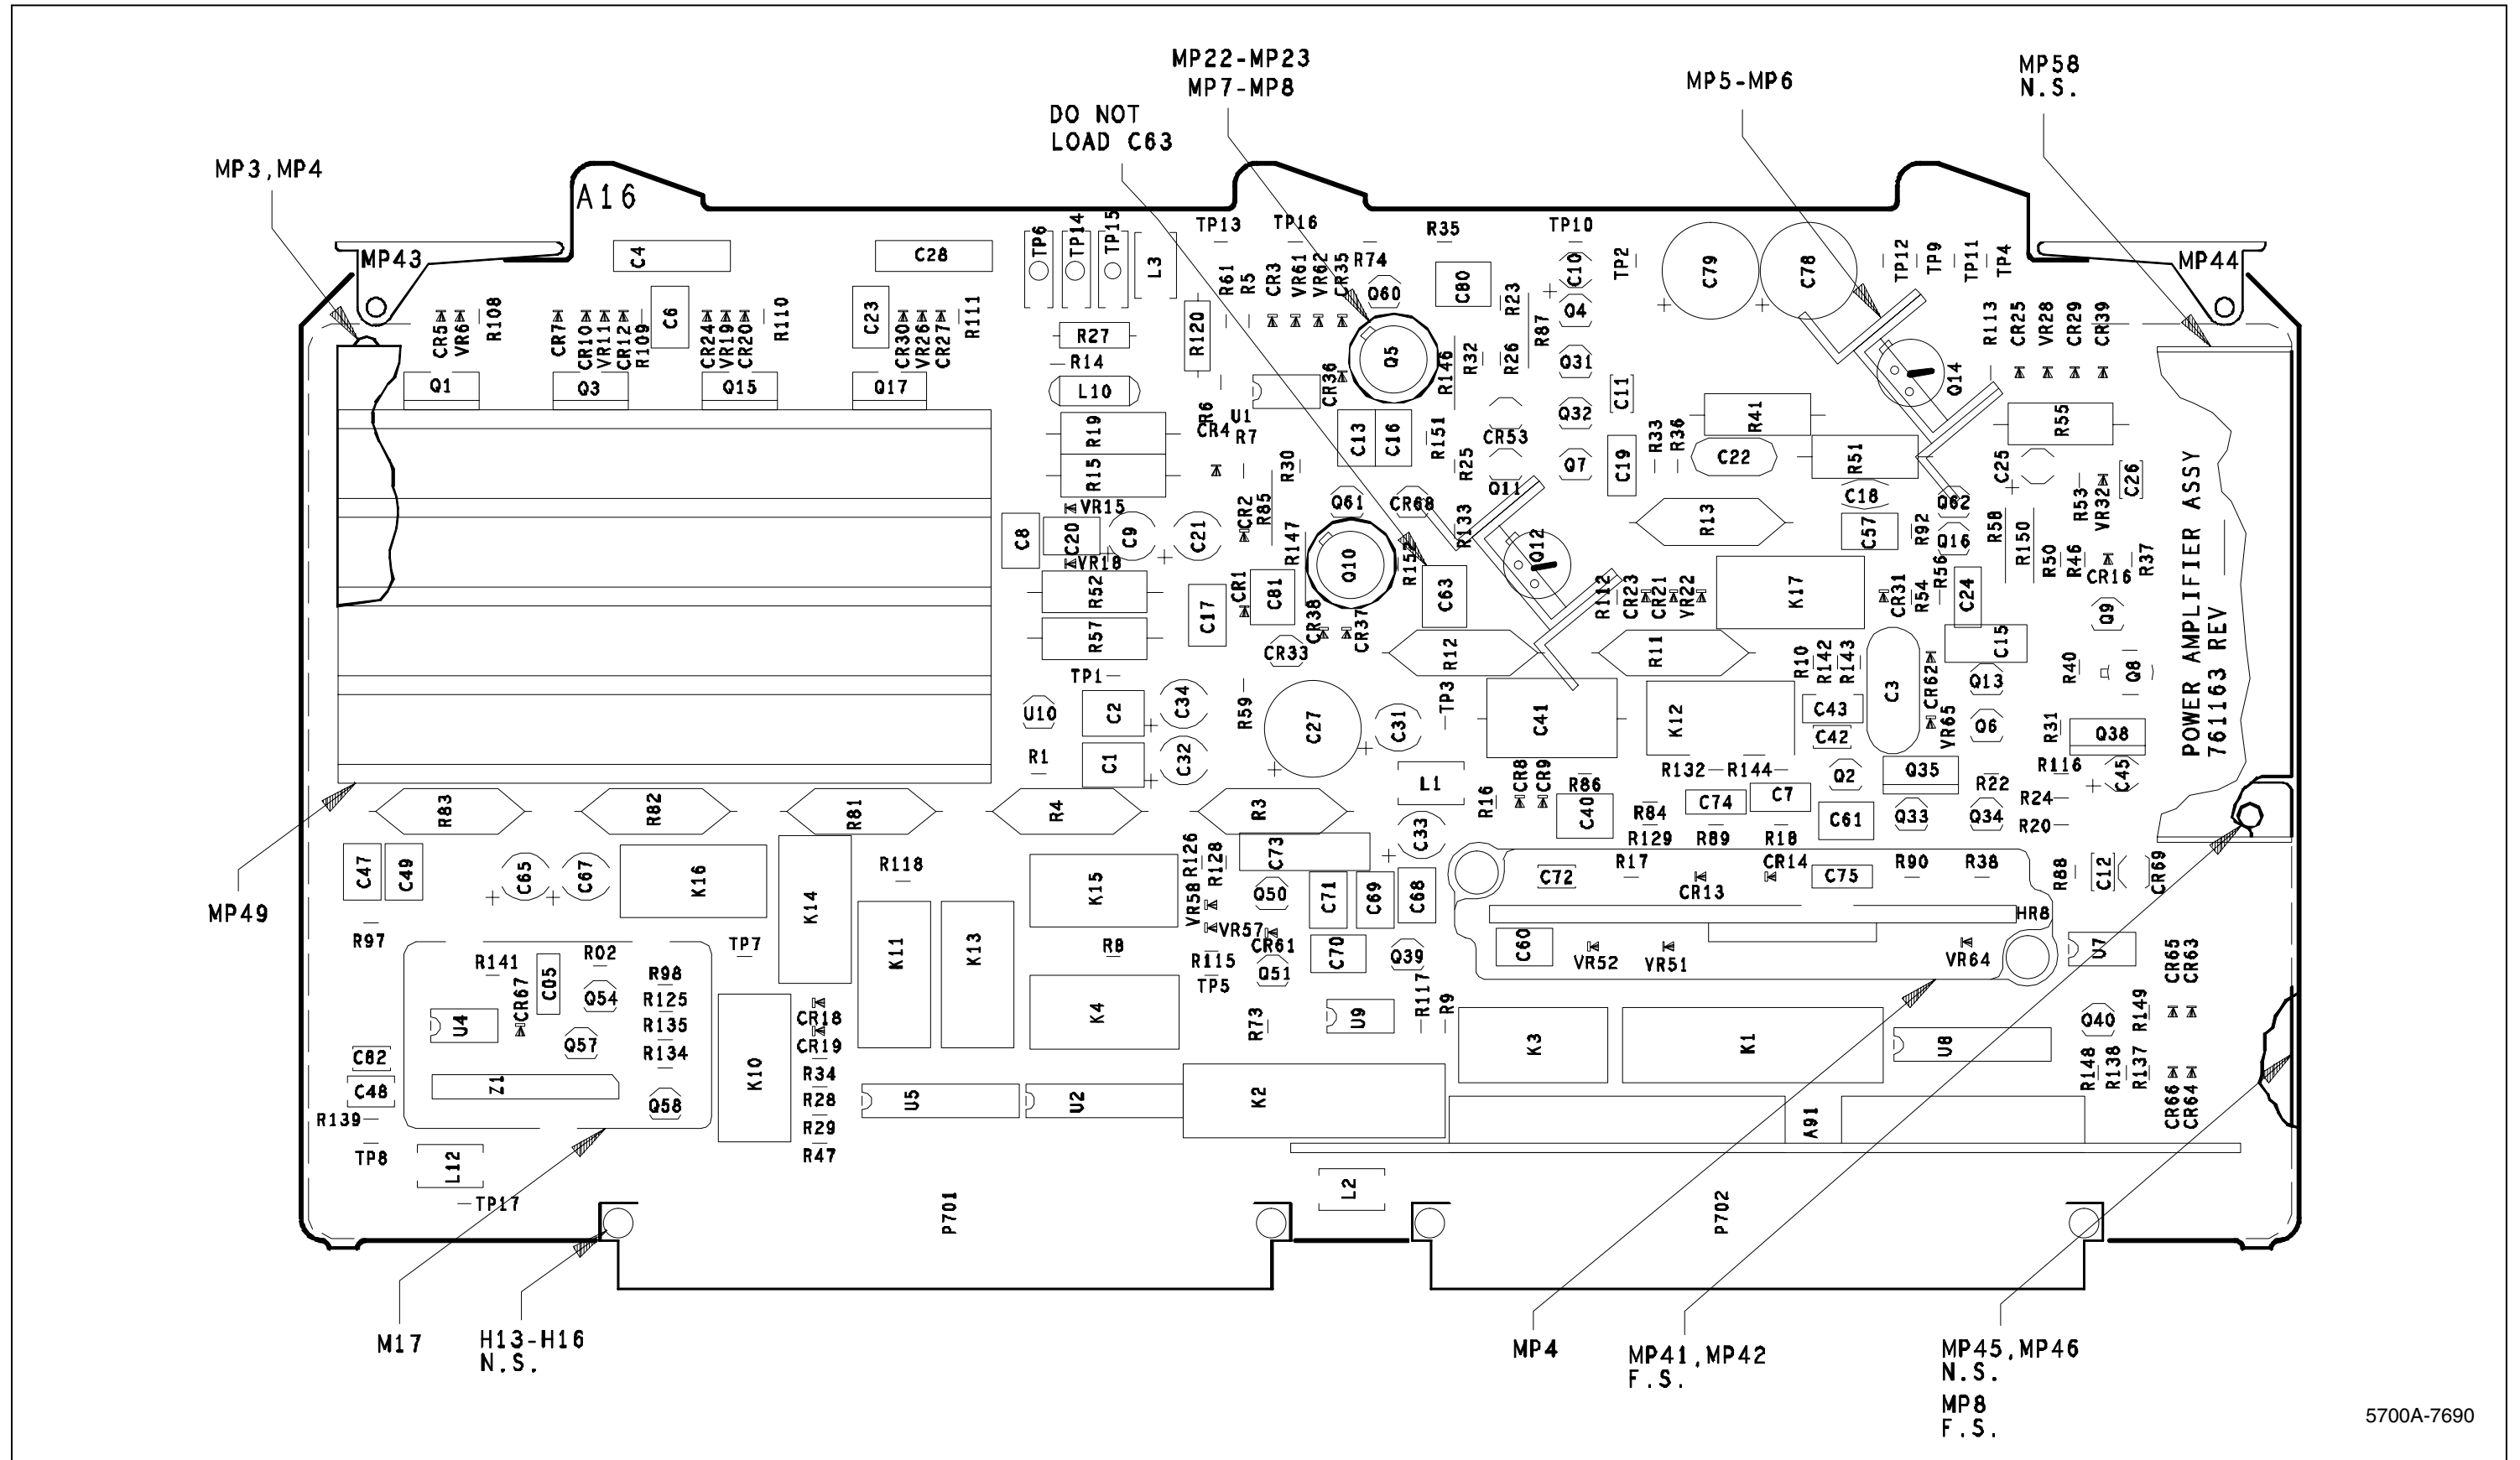 MP22-MP23
MP7-MP8
MP5-MP6
MP58
N.S.
DO NOT
LOAD C63
MP3,MP4
A16
MP43
C4
C28
TP6
TP14
TP15
L3
TP13
TP16
R35
TP10
R74
TP2
C79
C78
TP12
TP9
TP11
TP4
MP44
CR5
VR6
R108
CR7
CR10
VR11
CR12
R109
C6
CR24
VR19
CR20
R110
C23
CR30
VR26
CR27
R111
R61
R5
CR3
VR61
VR62
CR35
Q60
C80
R23
C10
Q4
R87
R27
R120
R14
Q5
R146
R32
R26
Q31
Q14
R113
CR25
VR28
CR29
CR39
Q1
Q3
Q15
Q17
L10
R6
U1
CR36
C11
R19
CR4
R7
C13
C16
R151
CR53
Q32
R33
R36
R41
R55
R15
R30
R25
Q7
C19
C22
R51
C25
R53
VR32
C26
VR15
CR2
R85
Q61
CR68
Q11
R133
C18
Q62
C8
C20
C9
C21
R147
Q10
R152
Q12
R13
C57
R92
Q16
R58
R150
R50
R46
CR16
R37
VR18
R52
CR1
C81
C63
R112
CR23
CR21
VR22
K17
CR31
R54
R56
C24
Q9
R57
C17
CR38
CR37
CR33
R12
R11
R10
R142
R143
C15
POWER AMPLIFIER ASSY
761163 REV
TP1
C3
CR62
Q13
R40
Q8
U10
C2
C34
R59
C27
C31
TP3
C41
K12
C43
C42
VR65
Q6
R31
Q38
R1
C1
C32
L1
CR8
CR9
R86
R132
R144
Q2
Q35
R22
R116
C45
R83
R82
R81
R4
R3
R16
C40
R84
C74
C7
C61
Q33
Q34
R24
R20
C33
R129
R89
R18
C47
C49
C65
C67
K16
K14
R118
K15
R126
R128
C73
R17
CR14
R90
R38
R88
C12
CR69
MP49
VR58
Q50
C71
C69
C68
C72
CR13
C75
HR8
R97
TP7
K11
K13
R8
VR57
CR61
C70
Q39
C60
VR52
VR51
VR64
U7
CR65
CR63
R141
R02
R98
R115
TP5
Q51
CR67
C05
Q54
R125
R135
R134
U4
Q57
CR18
CR19
K4
R73
U9
R117
R9
K3
K1
U8
Q40
R149
C62
K10
R34
R148
R138
R137
C48
Z1
Q58
R28
U5
U2
K2
A91
CR66
CR64
R139
R29
TP8
R47
L12
L2
TP17
P701
P702
M17
H13-H16
N.S.
MP4
MP41,MP42
F.S.
MP45,MP46
N.S.
MP8
F.S.
5700A-7690